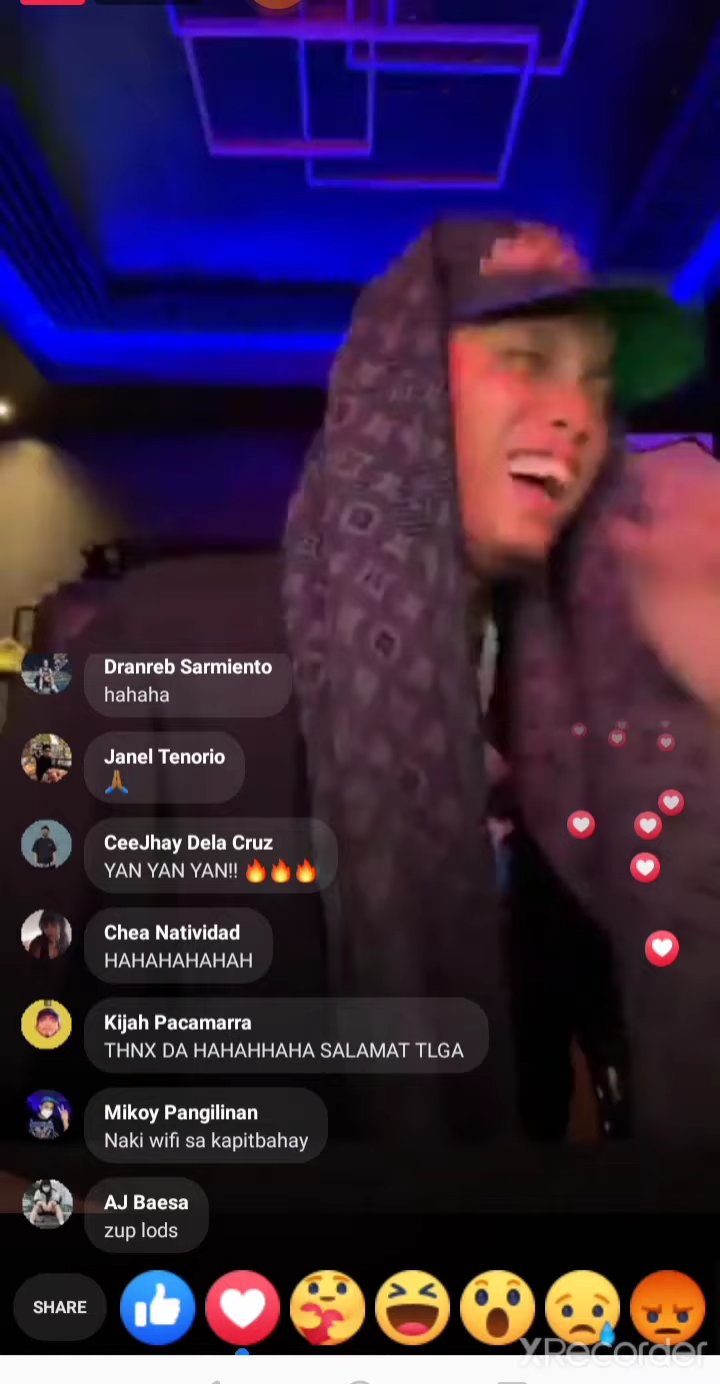 Dranreb Sarmiento
hahaha
Janel Tenorio
🙏
CeeJhay Dela Cruz
YAN YAN YAN!! 🔥🔥🔥
Chea Natividad
HAHAHAHAHAH
Kijah Pacamarra
THNX DA HAHAHHAHA SALAMAT TLGA
Mikoy Pangilinan
Naki wifi sa kapitbahay
AJ Baesa
zup lods
SHARE
XRecorder